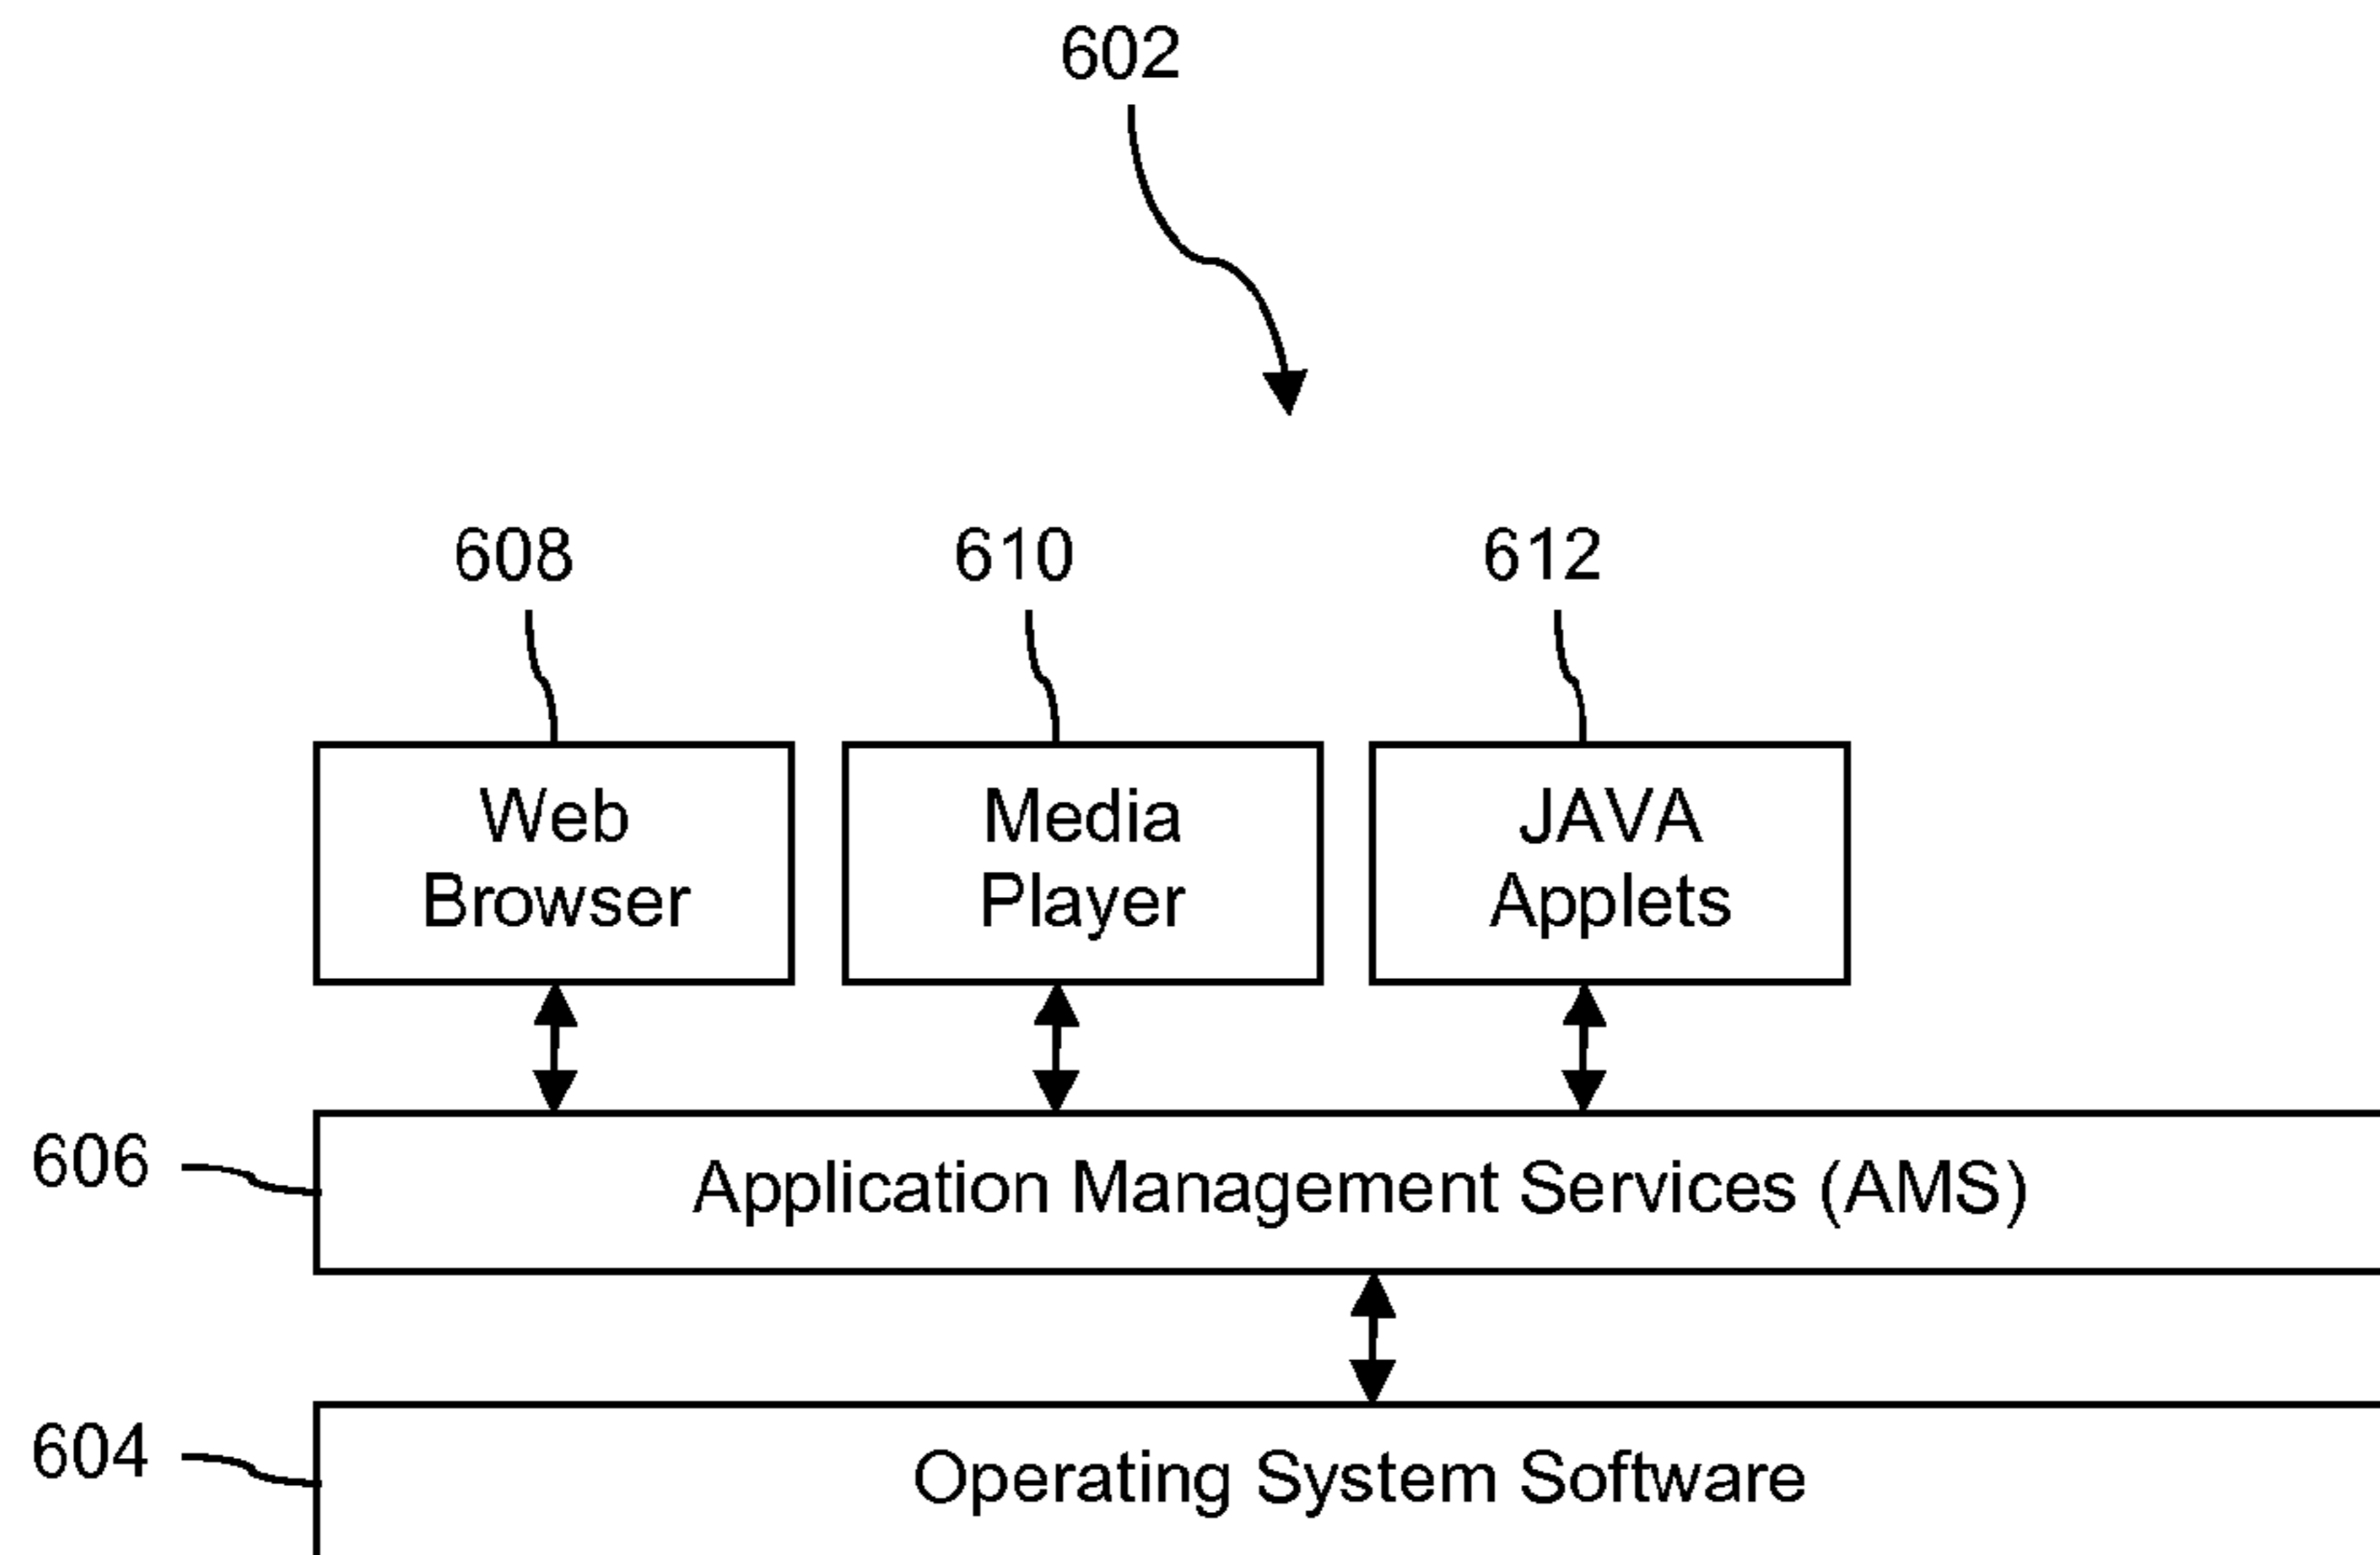 602
608
610
612
Web
Browser
Media
Player
JAVA
Applets
606
Application Management Services (AMS)
604
Operating System Software